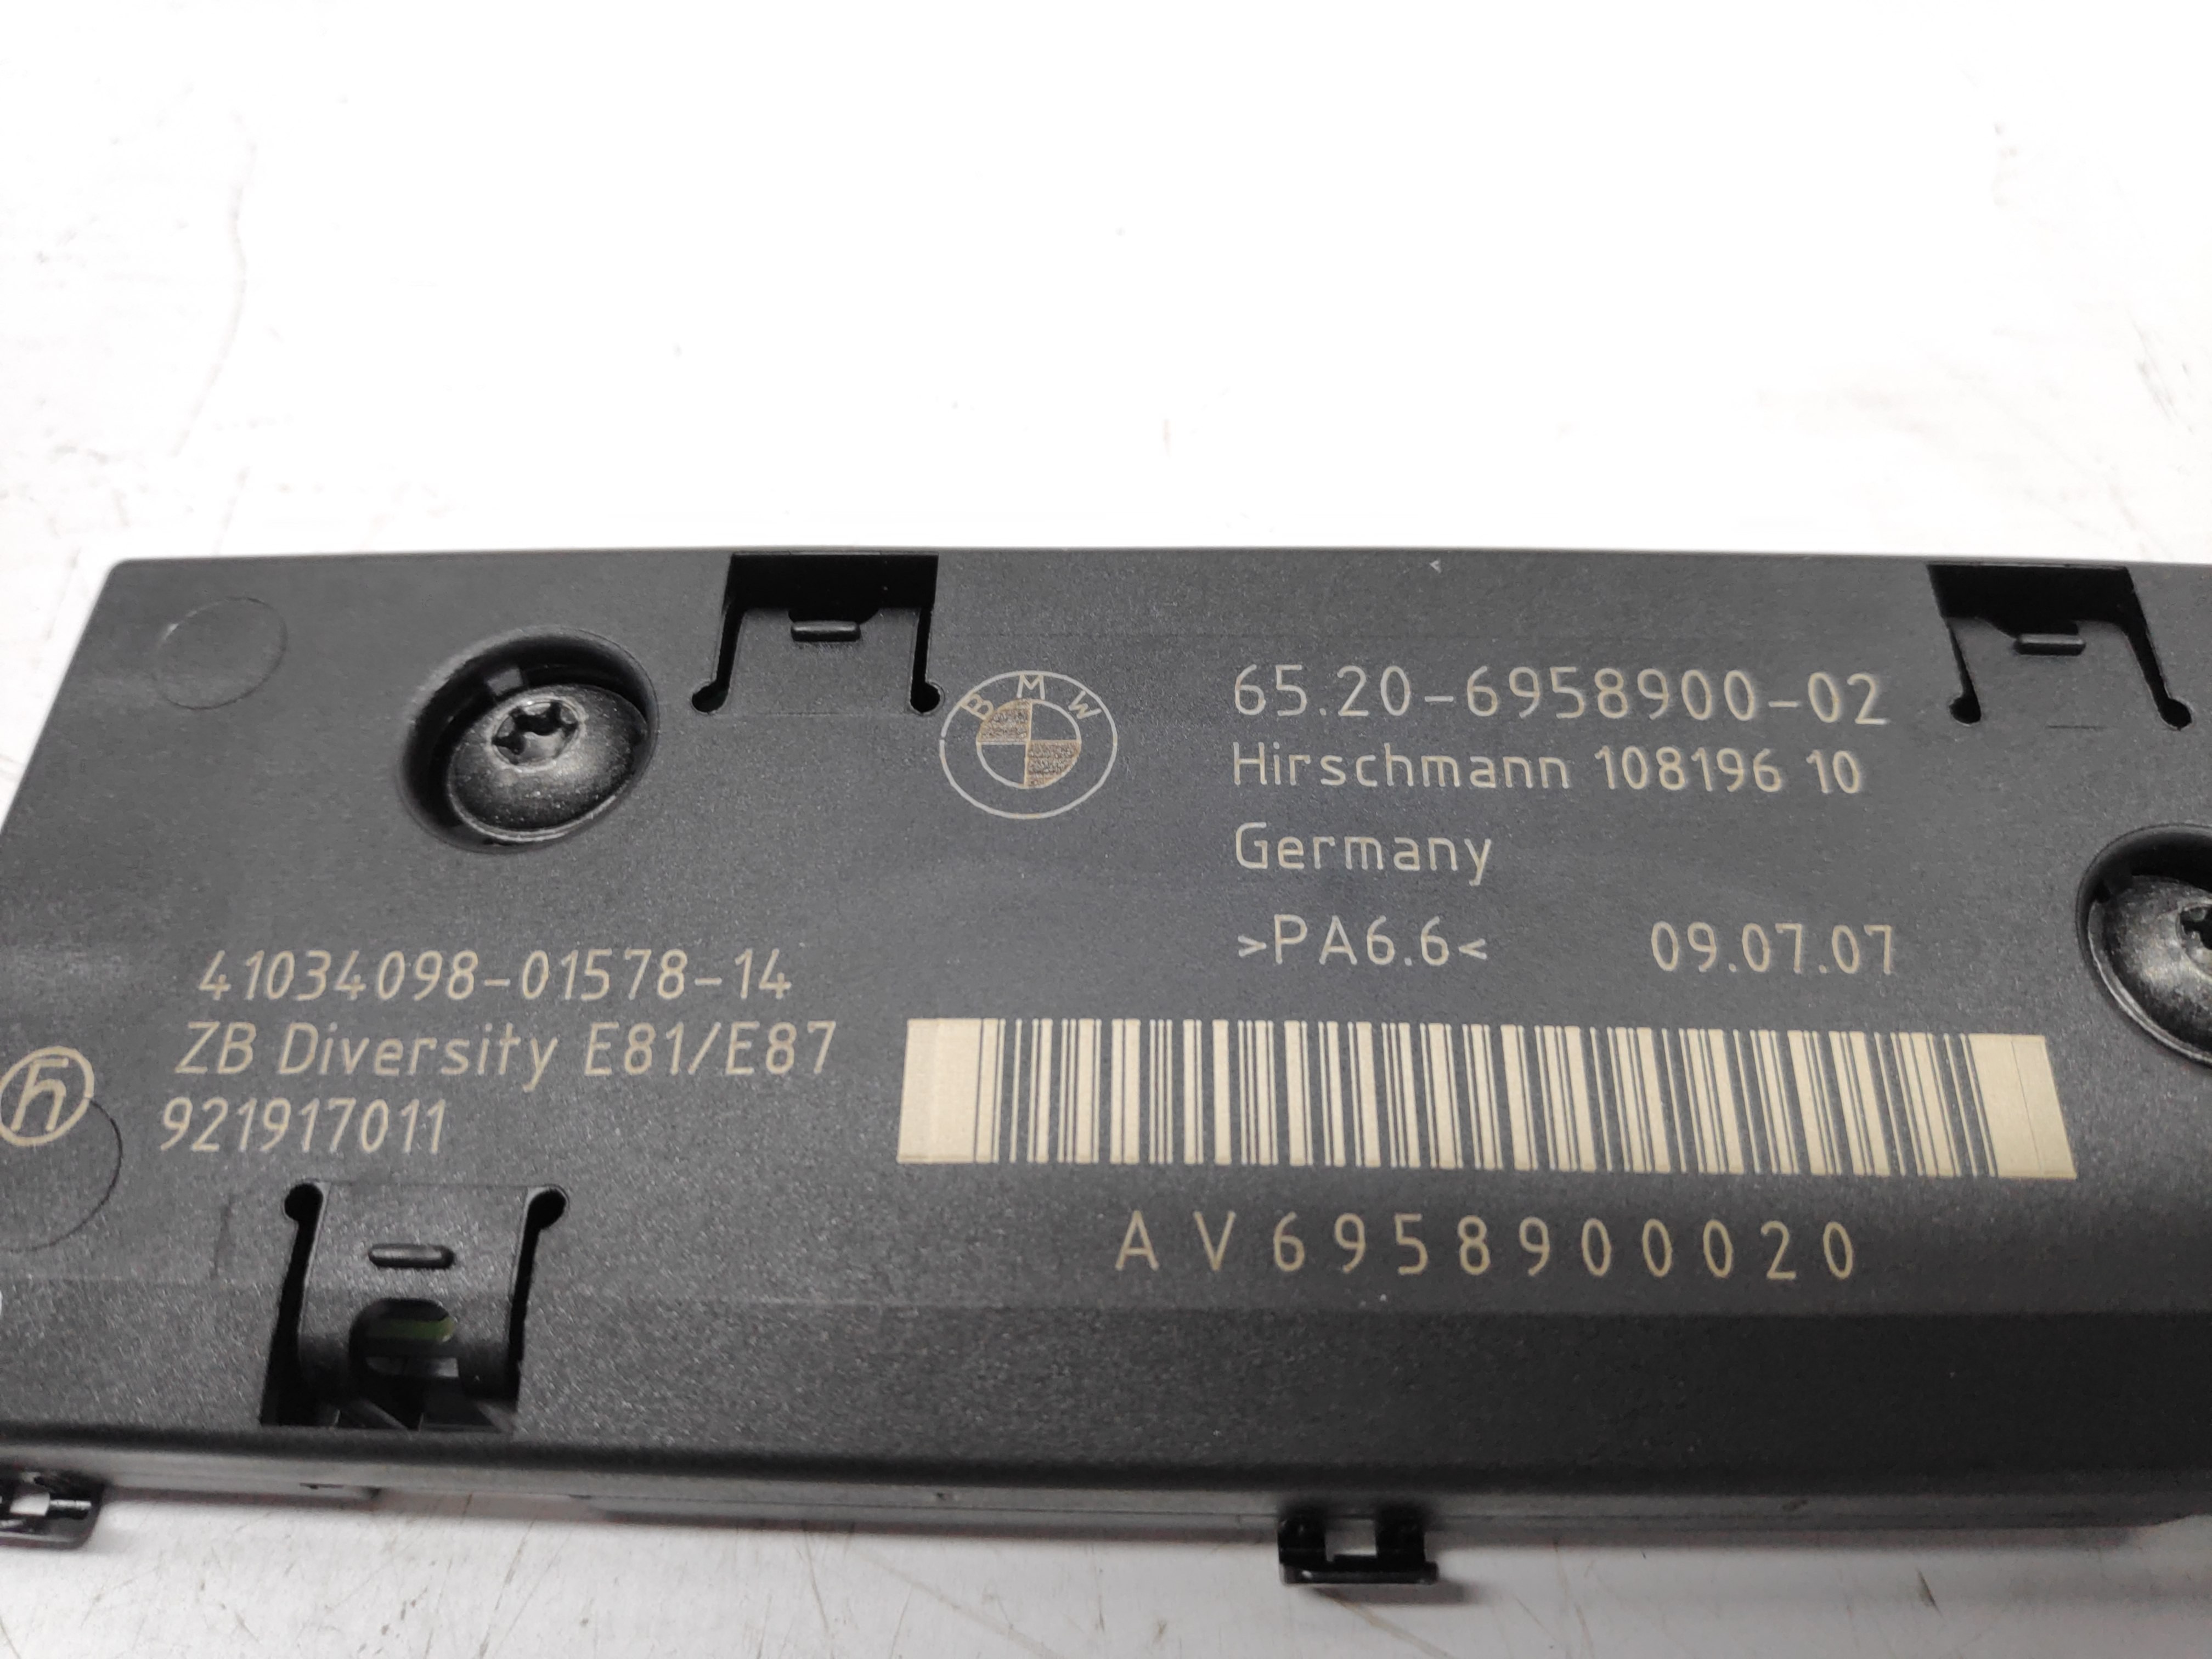 BMW
65.20-6958900-02
Hirschmann 108196 10
Germany
>PA6.6< 09.07.07
41034098-01578-14
ZB Diversity E81/E87
921917011
h
AV6958900020